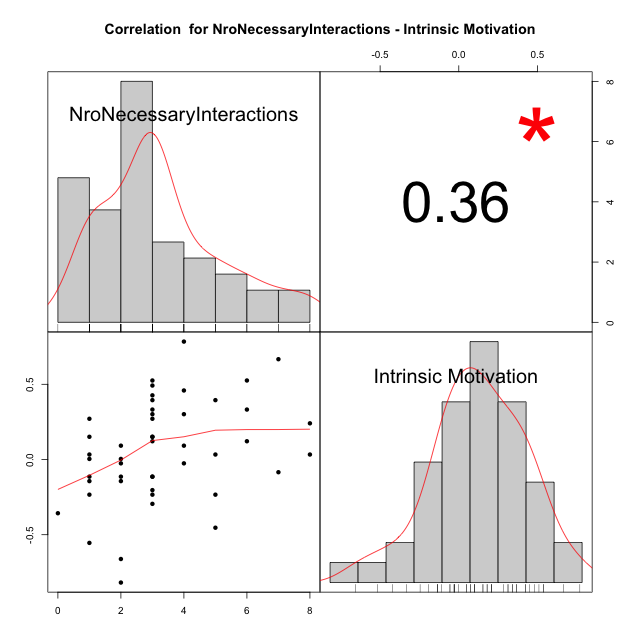 Correlation for NroNecessaryInteractions - Intrinsic Motivation
-0.5 0.0 0.5
NroNecessaryInteractions
*
0.36
0 2 4 6 8
Intrinsic Motivation
-0.5 0.0 0.5
0 2 4 6 8